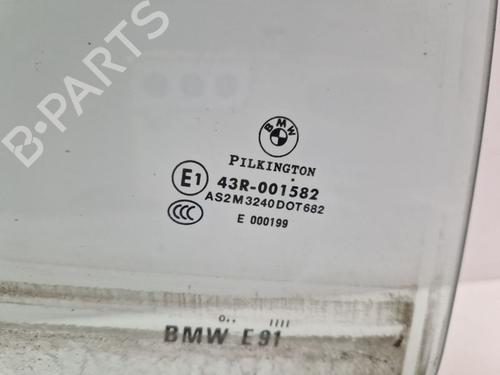 B-PARTS
BMW
PILKINGTON
E1 43R-001582
CCC AS2M3240DOT682
E 000199
BMW E91